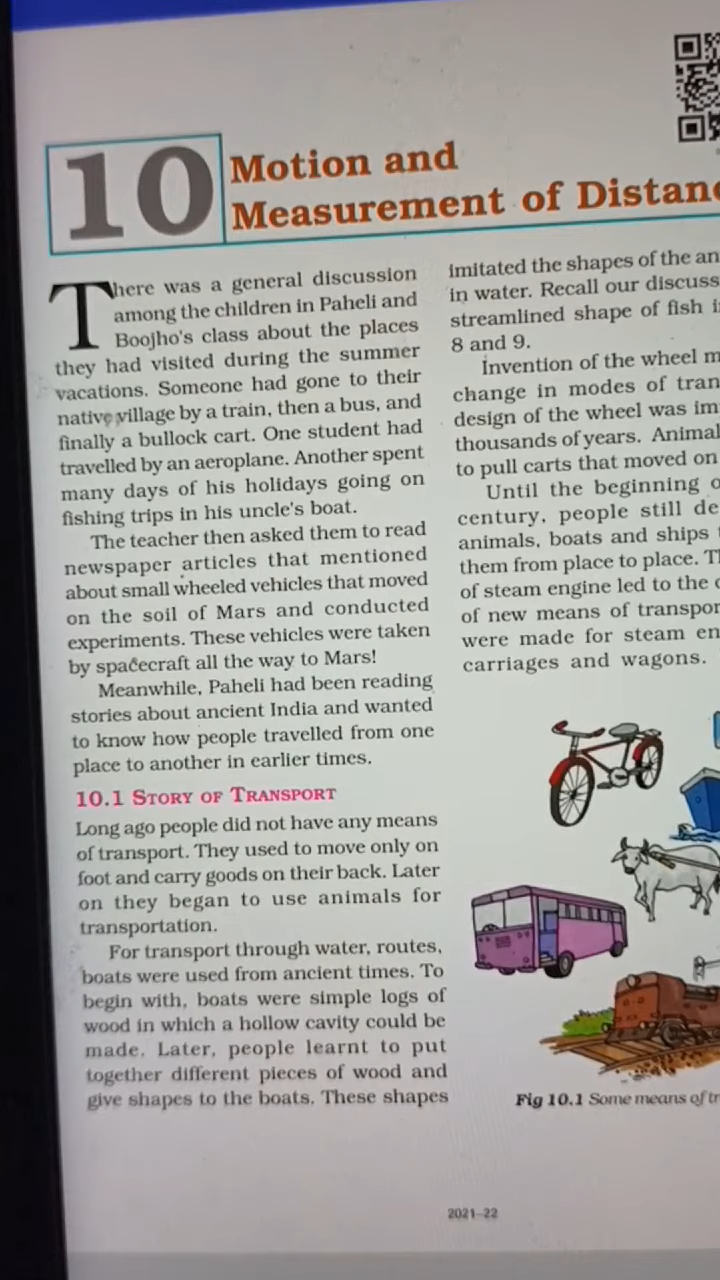 10
Motion and
Measurement of Distanc
There was a general discussion
among the children in Paheli and
Boojho's class about the places
they had visited during the summer
vacations. Someone had gone to their
native village by a train, then a bus, and
finally a bullock cart. One student had
travelled by an aeroplane. Another spent
many days of his holidays going on
fishing trips in his uncle's boat.
The teacher then asked them to read
newspaper articles that mentioned
about small wheeled vehicles that moved
on the soil of Mars and conducted
experiments. These vehicles were taken
by spacecraft all the way to Mars!
Meanwhile, Paheli had been reading
stories about ancient India and wanted
to know how people travelled from one
place to another in earlier times.
10.1 STORY OF TRANSPORT
Long ago people did not have any means
of transport. They used to move only on
foot and carry goods on their back. Later
on they began to use animals for
transportation.
For transport through water, routes,
boats were used from ancient times. To
begin with, boats were simple logs of
wood in which a hollow cavity could be
made. Later, people learnt to put
together different pieces of wood and
give shapes to the boats. These shapes
imitated the shapes of the an
in water. Recall our discuss
streamlined shape of fish i
8 and 9.
Invention of the wheel m
change in modes of tran
design of the wheel was im
thousands of years. Animal
to pull carts that moved on
Until the beginning o
century, people still de
animals, boats and ships
them from place to place. T
of steam engine led to the
of new means of transpor
were made for steam en
carriages and wagons.
Fig 10.1 Some means of tr
2021–22